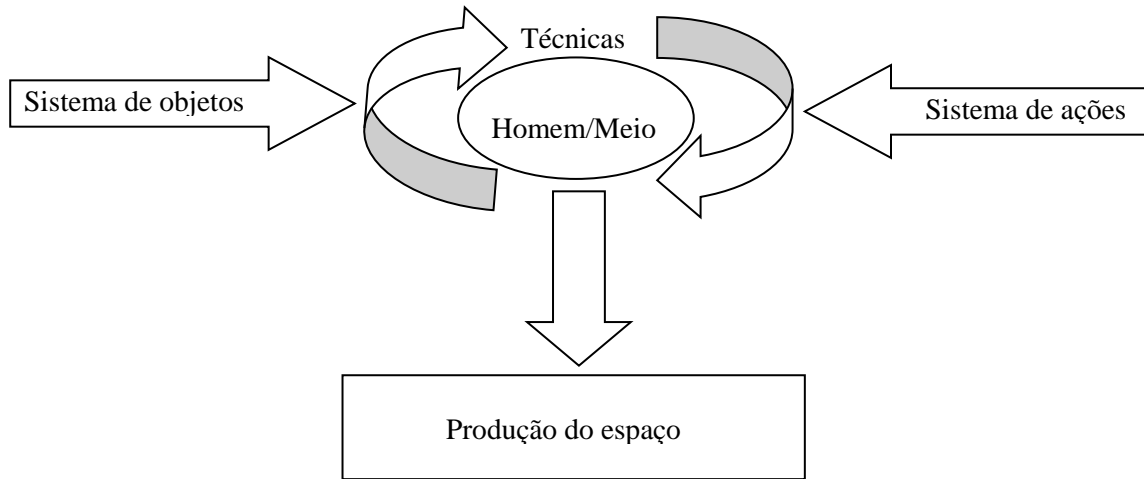 Técnicas
Sistema de objetos
Homem/Meio
Sistema de ações
Produção do espaço